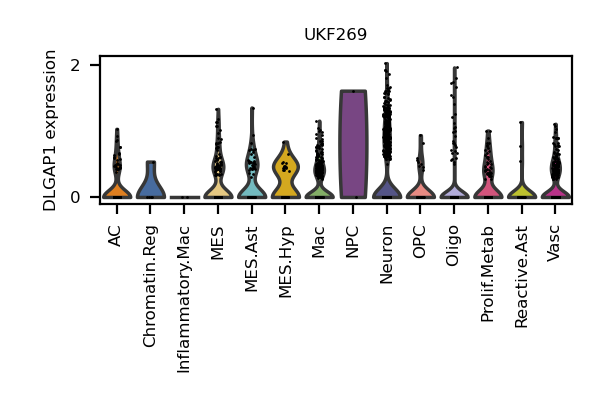 UKF269
DLGAP1 expression
2
0
AC
Chromatin.Reg
Inflammatory.Mac
MES
MES.Ast
MES.Hyp
Mac
NPC
Neuron
OPC
Oligo
Prolif.Metab
Reactive.Ast
Vasc